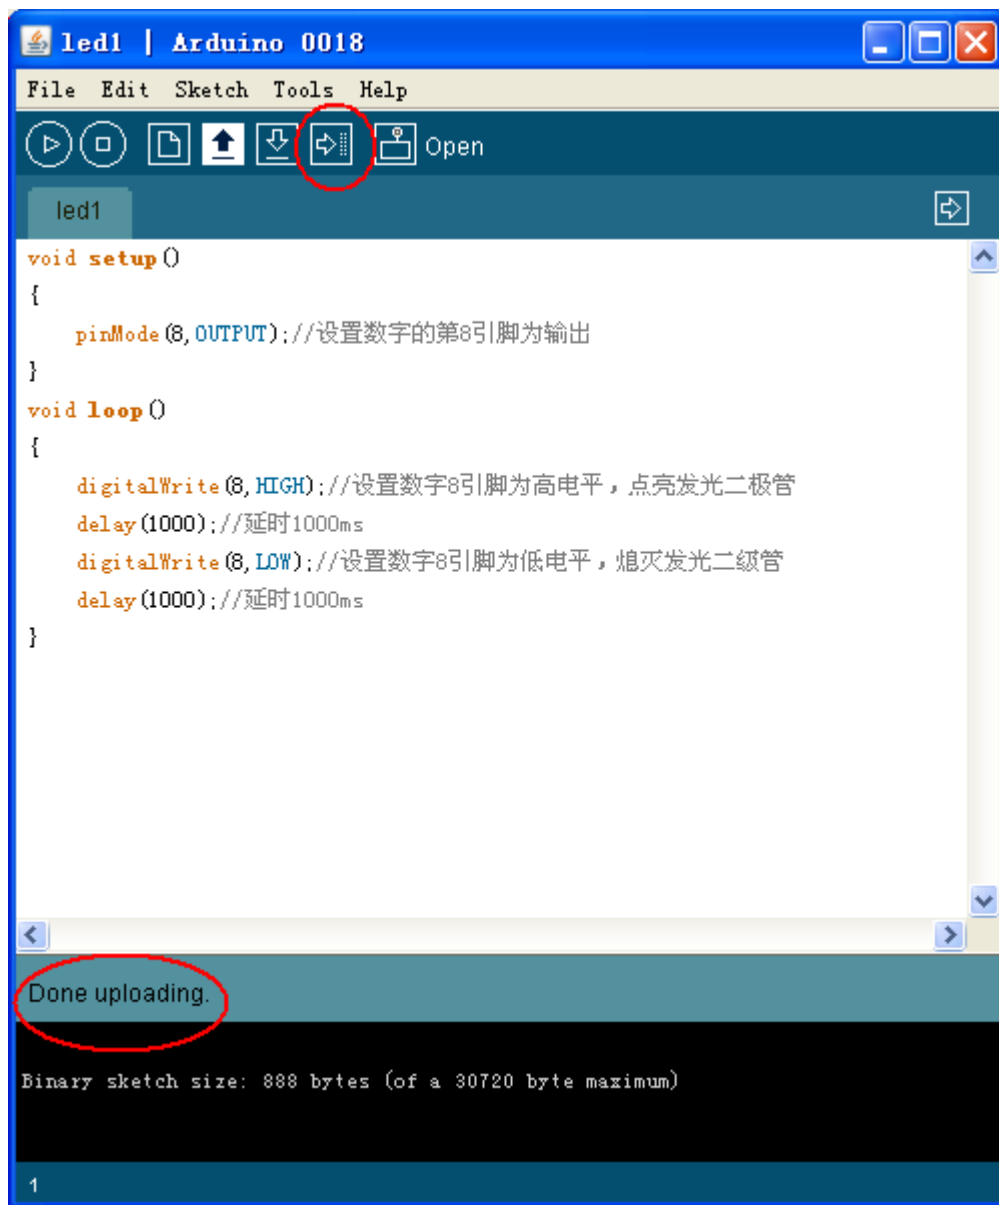 led1 | Arduino 0018
File Edit Sketch Tools Help
Open
led1
void setup()
{
pinMode(8,OUTPUT);//设置数字的第8引脚为输出
}
void loop()
{
digitalWrite(8,HIGH);//设置数字8引脚为高电平，点亮发光二极管
delay(1000);//延时1000ms
digitalWrite(8,LOW);//设置数字8引脚为低电平，熄灭发光二级管
delay(1000);//延时1000ms
}
Done uploading.
Binary sketch size: 888 bytes (of a 30720 byte maximum)
1